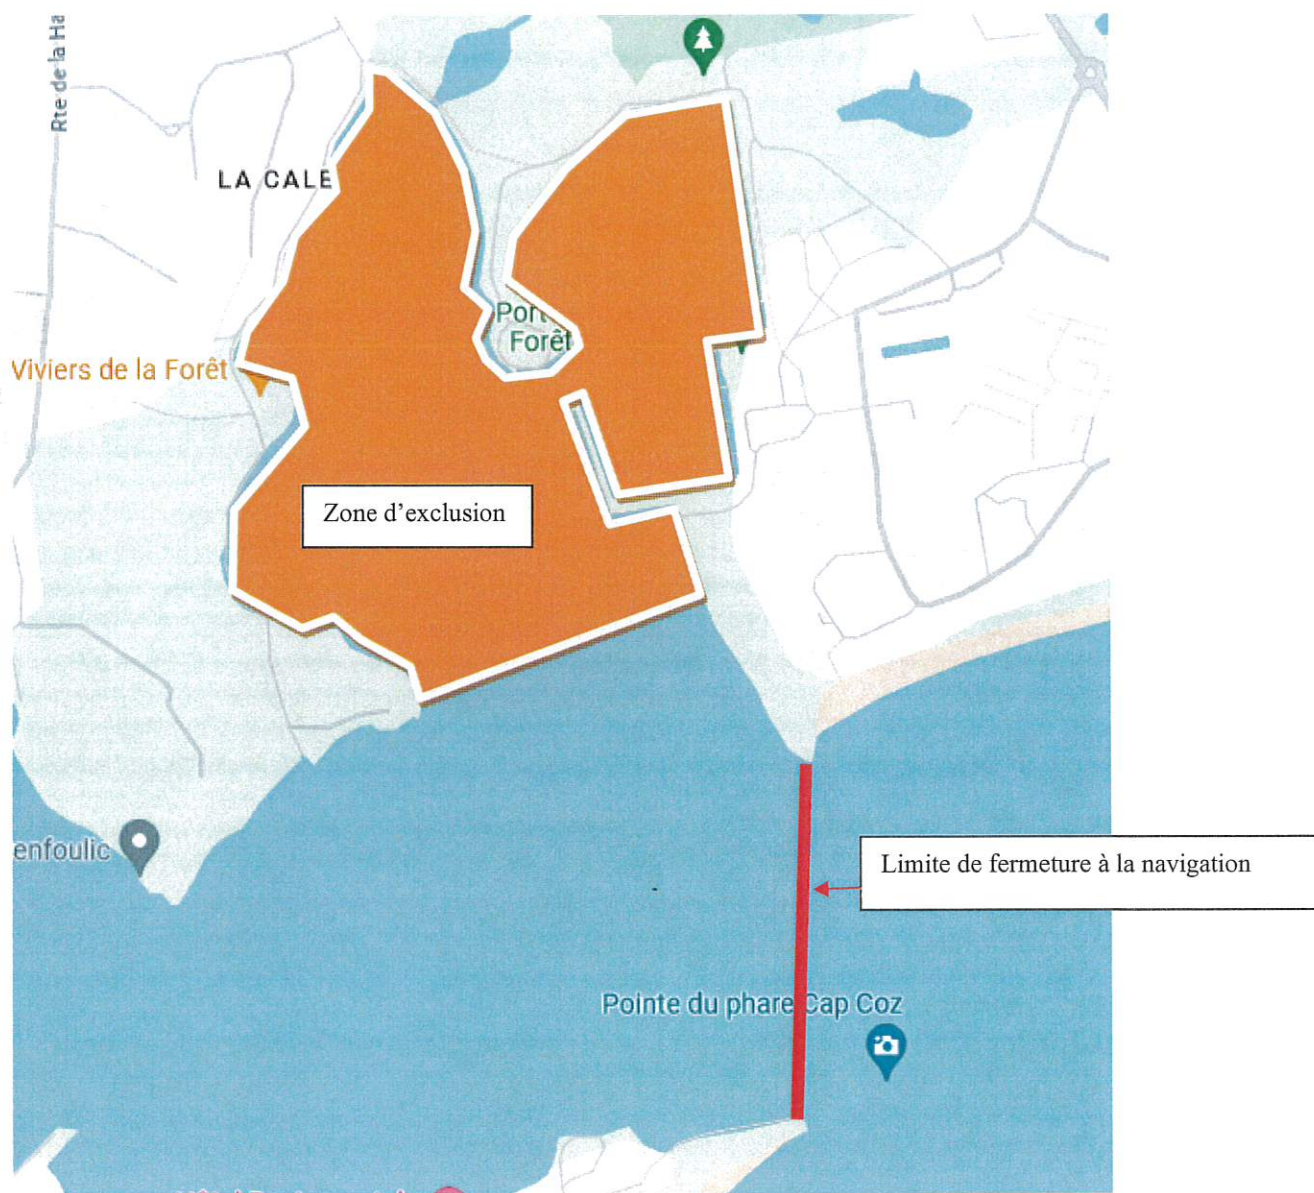 Rte de la Ha
LA CALE
Port
Forêt
Viviers de la Forêt
Zone d’exclusion
enfoulic
Limite de fermeture à la navigation
Pointe du phare Cap Coz